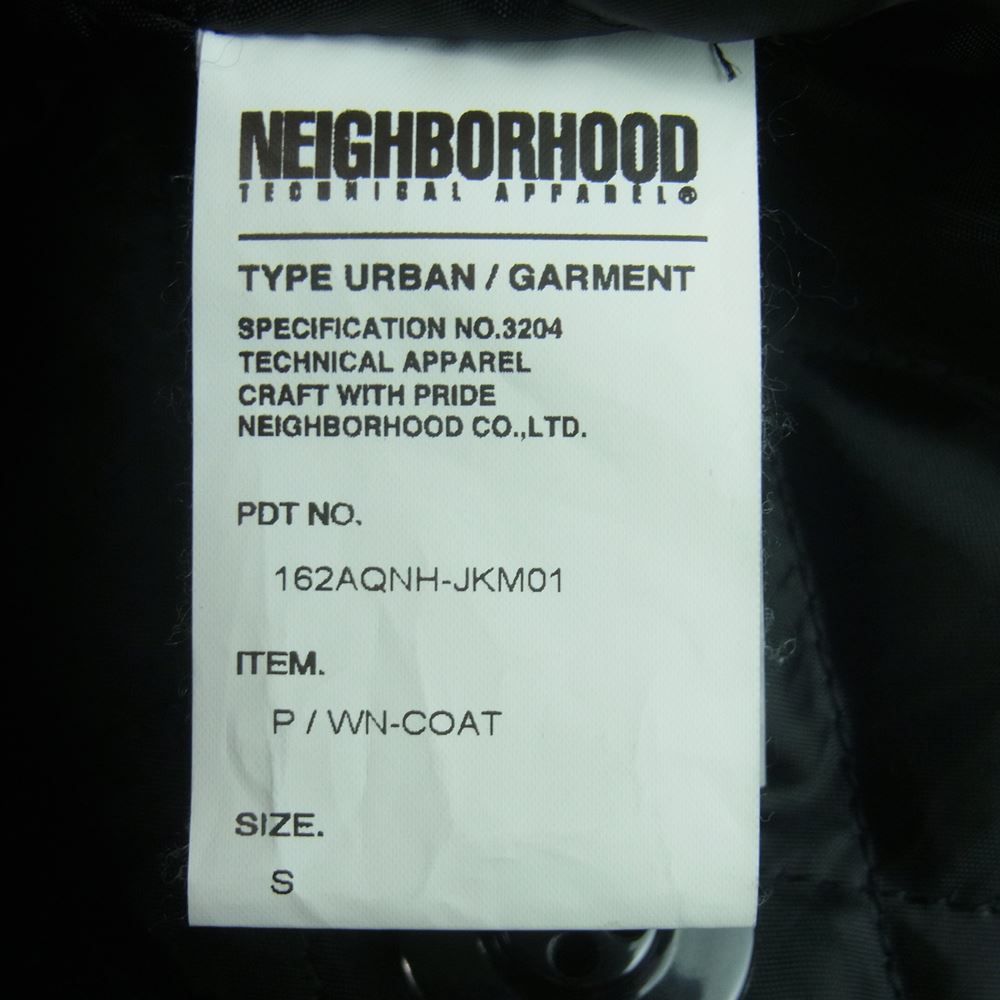 NEIGHBORHOOD
TECHNICAL APPAREL®
TYPE URBAN / GARMENT
SPECIFICATION NO.3204
TECHNICAL APPAREL
CRAFT WITH PRIDE
NEIGHBORHOOD CO.,LTD.
PDT NO.
162AQNH-JKM01
ITEM.
P / WN-COAT
SIZE.
S